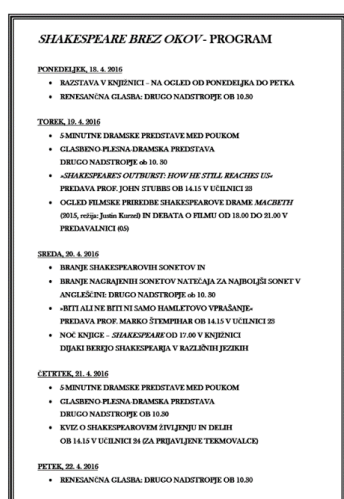 SHAKESPEARE BREZ OKOV - PROGRAM
PONEDELJEK, 18. 4. 2016
• RAZSTAVA V KNJIŽNICI – NA OGLED OD PONEDELJKA DO PETKA
• RENESANČNA GLASBA: DRUGO NADSTROPJE OB 10.30
TOREK, 19. 4. 2016
• 5-MINUTNE DRAMSKE PREDSTAVE MED POUKOM
• GLASBENO-PLESNA-DRAMSKA PREDSTAVA
DRUGO NADSTROPJE ob 10. 30
• »SHAKESPEARE'S OUTBURST: HOW HE STILL REACHES US«
PREDAVA PROF. JOHN STUBBS OB 14.15 V UČILNICI 23
• OGLED FILMSKE PRIREDBE SHAKESPEAROVE DRAME MACBETH
(2015, režija: Justin Kurzel) IN DEBATA O FILMU OD 18.00 DO 21.00 V
PREDAVALNICI (05)
SREDA, 20. 4. 2016
• BRANJE SHAKESPEAROVIH SONETOV IN
• BRANJE NAGRAJENIH SONETOV NATEČAJA ZA NAJBOLJŠI SONET V
ANGLEŠČINI: DRUGO NADSTROPJE ob 10. 30
• »BITI ALI NE BITI NI SAMO HAMLETOVO VPRAŠANJE«
PREDAVA PROF. MARKO ŠTEMPIHAR OB 14.15 V UČILNICI 23
• NOČ KNJIGE – SHAKESPEARE OD 17.00 V KNJIŽNICI
DIJAKI BEREJO SHAKESPEARJA V RAZLIČNIH JEZIKIH
ČETRTEK, 21. 4. 2016
• 5-MINUTNE DRAMSKE PREDSTAVE MED POUKOM
• GLASBENO-PLESNA-DRAMSKA PREDSTAVA
DRUGO NADSTROPJE OB 10.30
• KVIZ O SHAKESPEAROVEM ŽIVLJENJU IN DELIH
OB 14.15 V UČILNICI 24 (ZA PRIJAVLJENE TEKMOVALCE)
PETEK, 22. 4. 2016
• RENESANČNA GLASBA: DRUGO NADSTROPJE OB 10.30